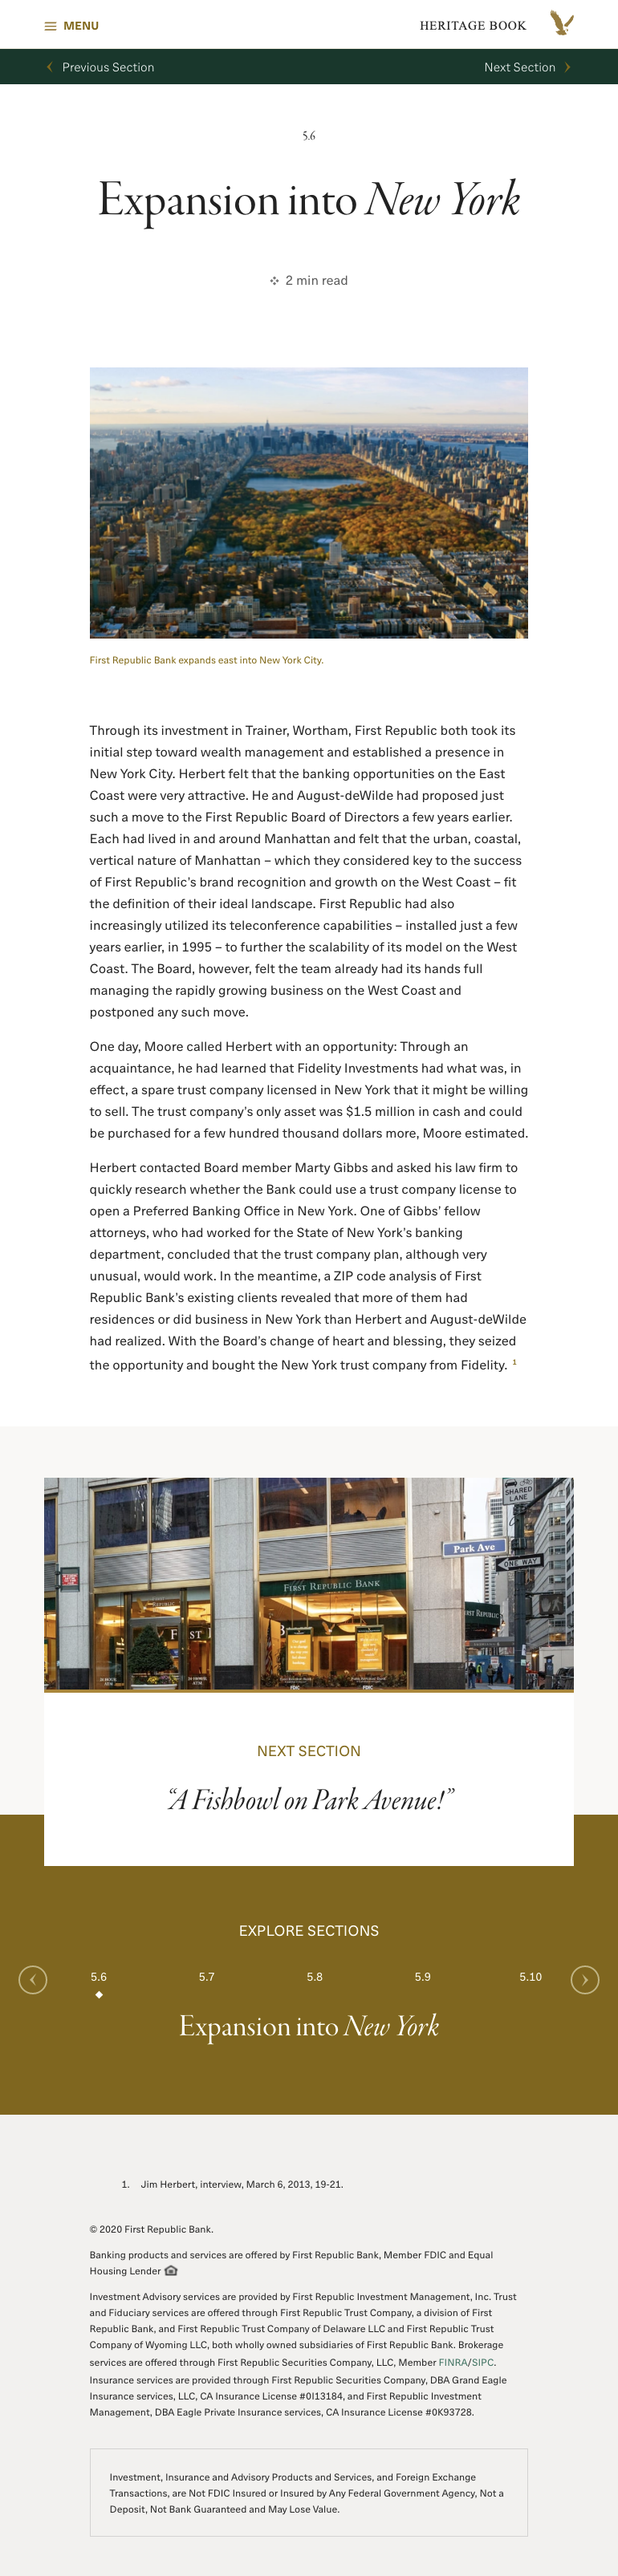 MENU
HERITAGE BOOK
Previous Section
Next Section
5.6
Expansion into New York
2 min read
First Republic Bank expands east into New York City.
Through its investment in Trainer, Wortham, First Republic both took its
initial step toward wealth management and established a presence in
New York City. Herbert felt that the banking opportunities on the East
Coast were very attractive. He and August-deWilde had proposed just
such a move to the First Republic Board of Directors a few years earlier.
Each had lived in and around Manhattan and felt that the urban, coastal,
vertical nature of Manhattan – which they considered key to the success
of First Republic’s brand recognition and growth on the West Coast – fit
the definition of their ideal landscape. First Republic had also
increasingly utilized its teleconference capabilities – installed just a few
years earlier, in 1995 – to further the scalability of its model on the West
Coast. The Board, however, felt the team already had its hands full
managing the rapidly growing business on the West Coast and
postponed any such move.
One day, Moore called Herbert with an opportunity: Through an
acquaintance, he had learned that Fidelity Investments had what was, in
effect, a spare trust company licensed in New York that it might be willing
to sell. The trust company’s only asset was $1.5 million in cash and could
be purchased for a few hundred thousand dollars more, Moore estimated.
Herbert contacted Board member Marty Gibbs and asked his law firm to
quickly research whether the Bank could use a trust company license to
open a Preferred Banking Office in New York. One of Gibbs’ fellow
attorneys, who had worked for the State of New York’s banking
department, concluded that the trust company plan, although very
unusual, would work. In the meantime, a ZIP code analysis of First
Republic Bank’s existing clients revealed that more of them had
residences or did business in New York than Herbert and August-deWilde
had realized. With the Board’s change of heart and blessing, they seized
the opportunity and bought the New York trust company from Fidelity. 1
SHARED
LANE
Park Ave
ONE WAY
FIRST REPUBLIC BANK
FIRST REPUBLIC
NEXT SECTION
“A Fishbowl on Park Avenue!”
EXPLORE SECTIONS
5.6
5.7
5.8
5.9
5.10
Expansion into New York
1. Jim Herbert, interview, March 6, 2013, 19-21.
© 2020 First Republic Bank.
Banking products and services are offered by First Republic Bank, Member FDIC and Equal
Housing Lender
Investment Advisory services are provided by First Republic Investment Management, Inc. Trust
and Fiduciary services are offered through First Republic Trust Company, a division of First
Republic Bank, and First Republic Trust Company of Delaware LLC and First Republic Trust
Company of Wyoming LLC, both wholly owned subsidiaries of First Republic Bank. Brokerage
services are offered through First Republic Securities Company, LLC, Member FINRA/SIPC.
Insurance services are provided through First Republic Securities Company, DBA Grand Eagle
Insurance services, LLC, CA Insurance License #0I13184, and First Republic Investment
Management, DBA Eagle Private Insurance services, CA Insurance License #0K93728.
Investment, Insurance and Advisory Products and Services, and Foreign Exchange
Transactions, are Not FDIC Insured or Insured by Any Federal Government Agency, Not a
Deposit, Not Bank Guaranteed and May Lose Value.